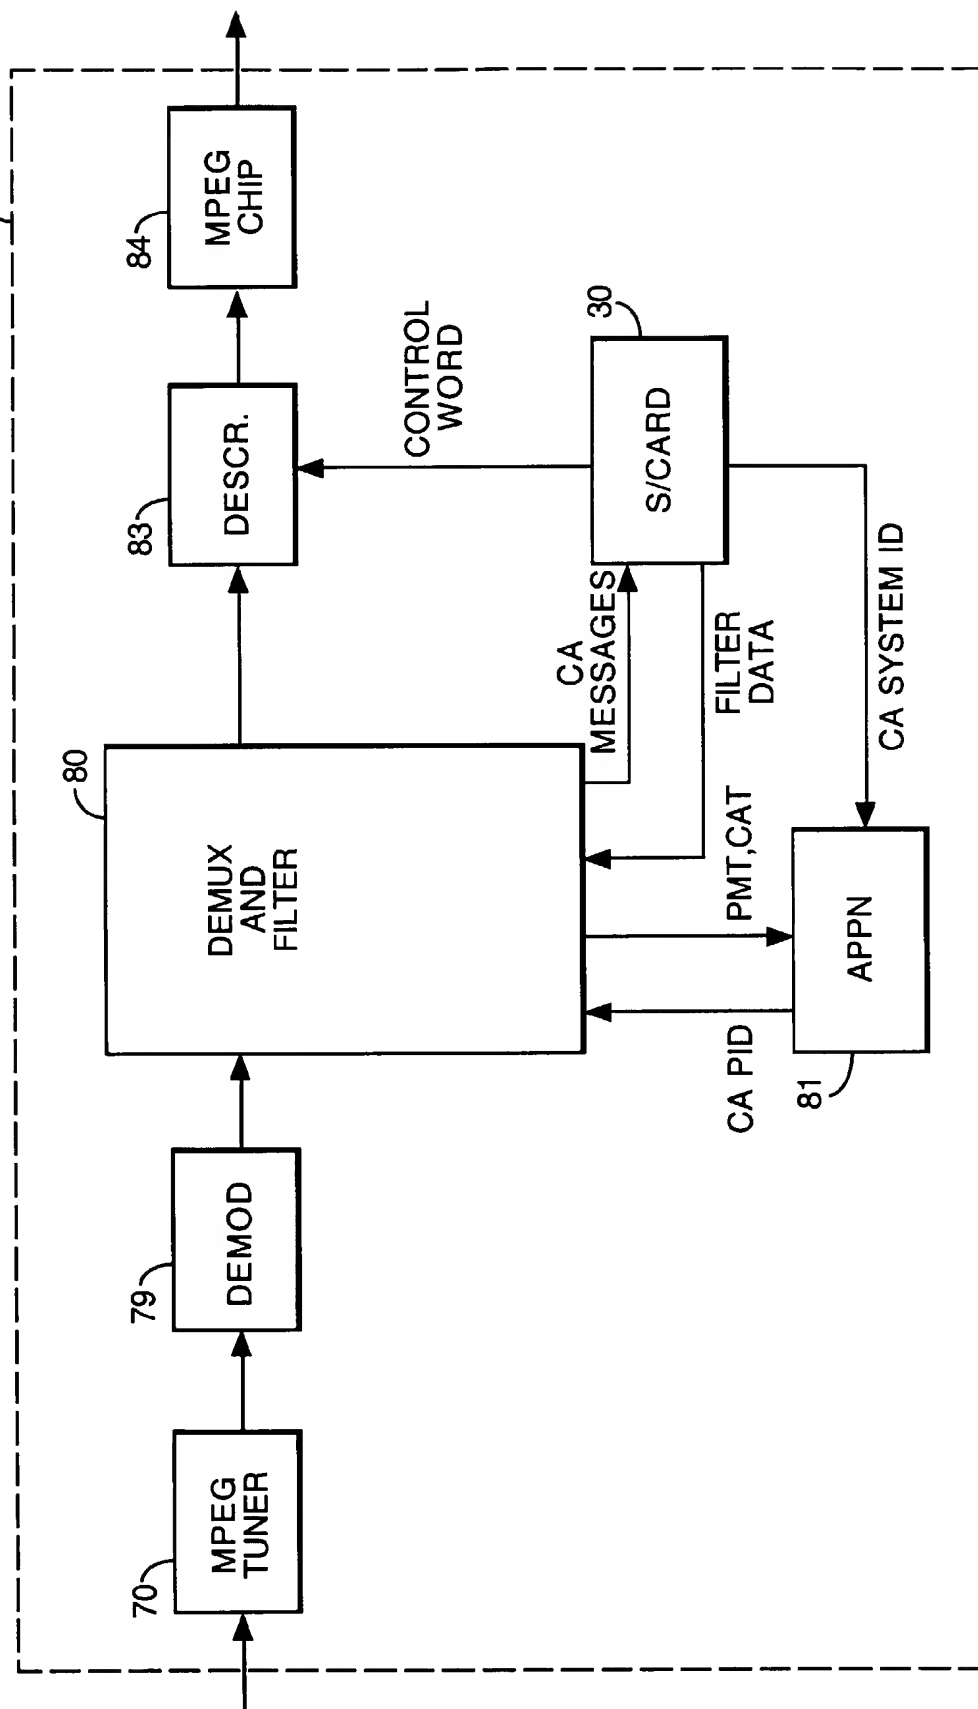 70
MPEG
TUNER
79
DEMOD
80
DEMUX
AND
FILTER
83
DESCR.
84
MPEG
CHIP
CONTROL
WORD
30
S/CARD
CA
MESSAGES
FILTER
DATA
CA SYSTEM ID
PMT,CAT
CA PID
81
APPN